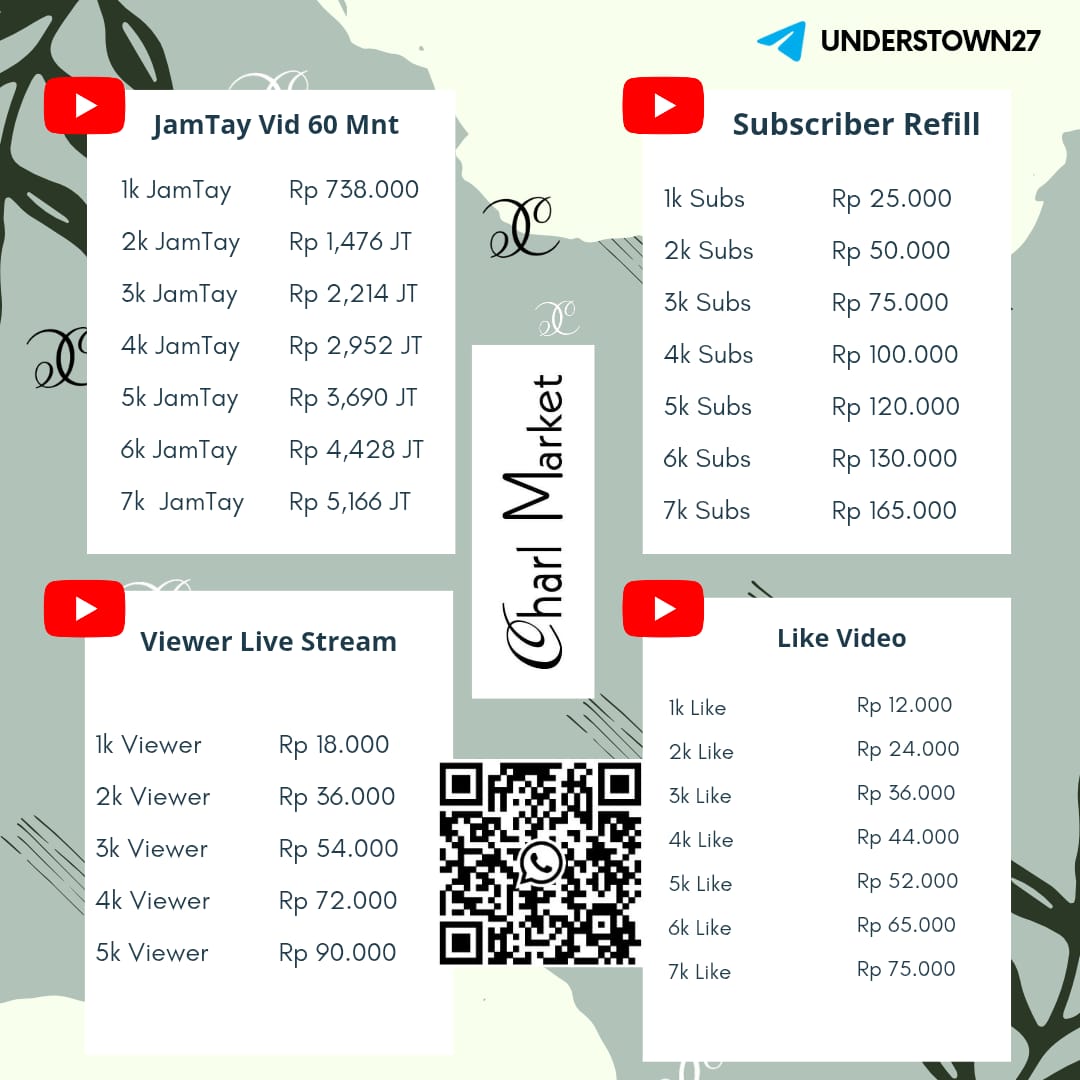 UNDERSTOWN27
JamTay Vid 60 Mnt
1k JamTay Rp 738.000
2k JamTay Rp 1,476 JT
3k JamTay Rp 2,214 JT
4k JamTay Rp 2,952 JT
5k JamTay Rp 3,690 JT
6k JamTay Rp 4,428 JT
7k JamTay Rp 5,166 JT
Subscriber Refill
1k Subs Rp 25.000
2k Subs Rp 50.000
3k Subs Rp 75.000
4k Subs Rp 100.000
5k Subs Rp 120.000
6k Subs Rp 130.000
7k Subs Rp 165.000
Charl Market
Viewer Live Stream
1k Viewer Rp 18.000
2k Viewer Rp 36.000
3k Viewer Rp 54.000
4k Viewer Rp 72.000
5k Viewer Rp 90.000
Like Video
1k Like Rp 12.000
2k Like Rp 24.000
3k Like Rp 36.000
4k Like Rp 44.000
5k Like Rp 52.000
6k Like Rp 65.000
7k Like Rp 75.000